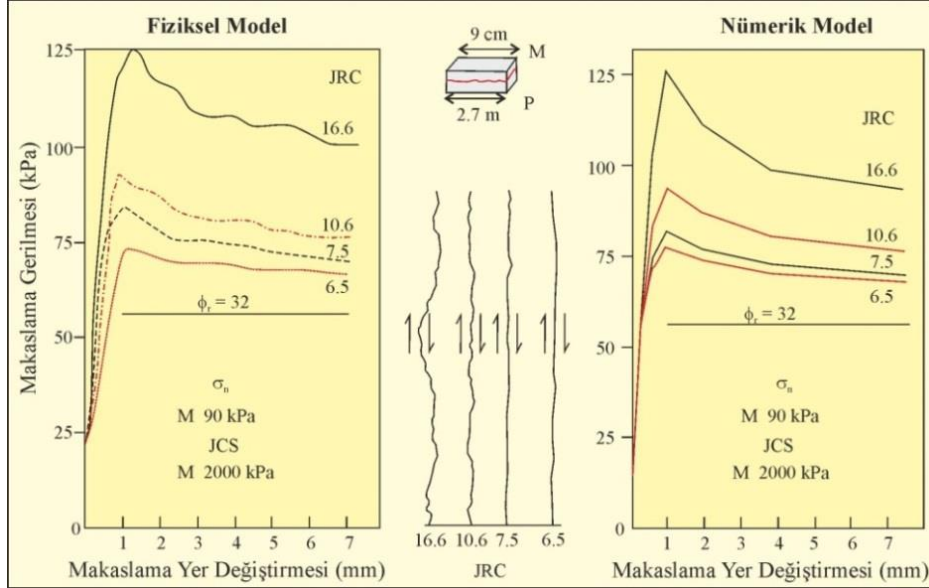 Fiziksel Model
125
100
75
50
25
0
Makaslama Gerilmesi (kPa)
JRC
16.6
10.6
7.5
6.5
ϕr = 32
σn
M 90 kPa
JCS
M 2000 kPa
1 2 3 4 5 6 7
Makaslama Yer Değiştirmesi (mm)
9 cm
M
P
2.7 m
16.6 10.6 7.5 6.5
JRC
Nümerik Model
125
100
75
50
25
0
JRC
16.6
10.6
7.5
6.5
ϕr = 32
σn
M 90 kPa
JCS
M 2000 kPa
1 2 3 4 5 6 7
Makaslama Yer Değiştirmesi (mm)